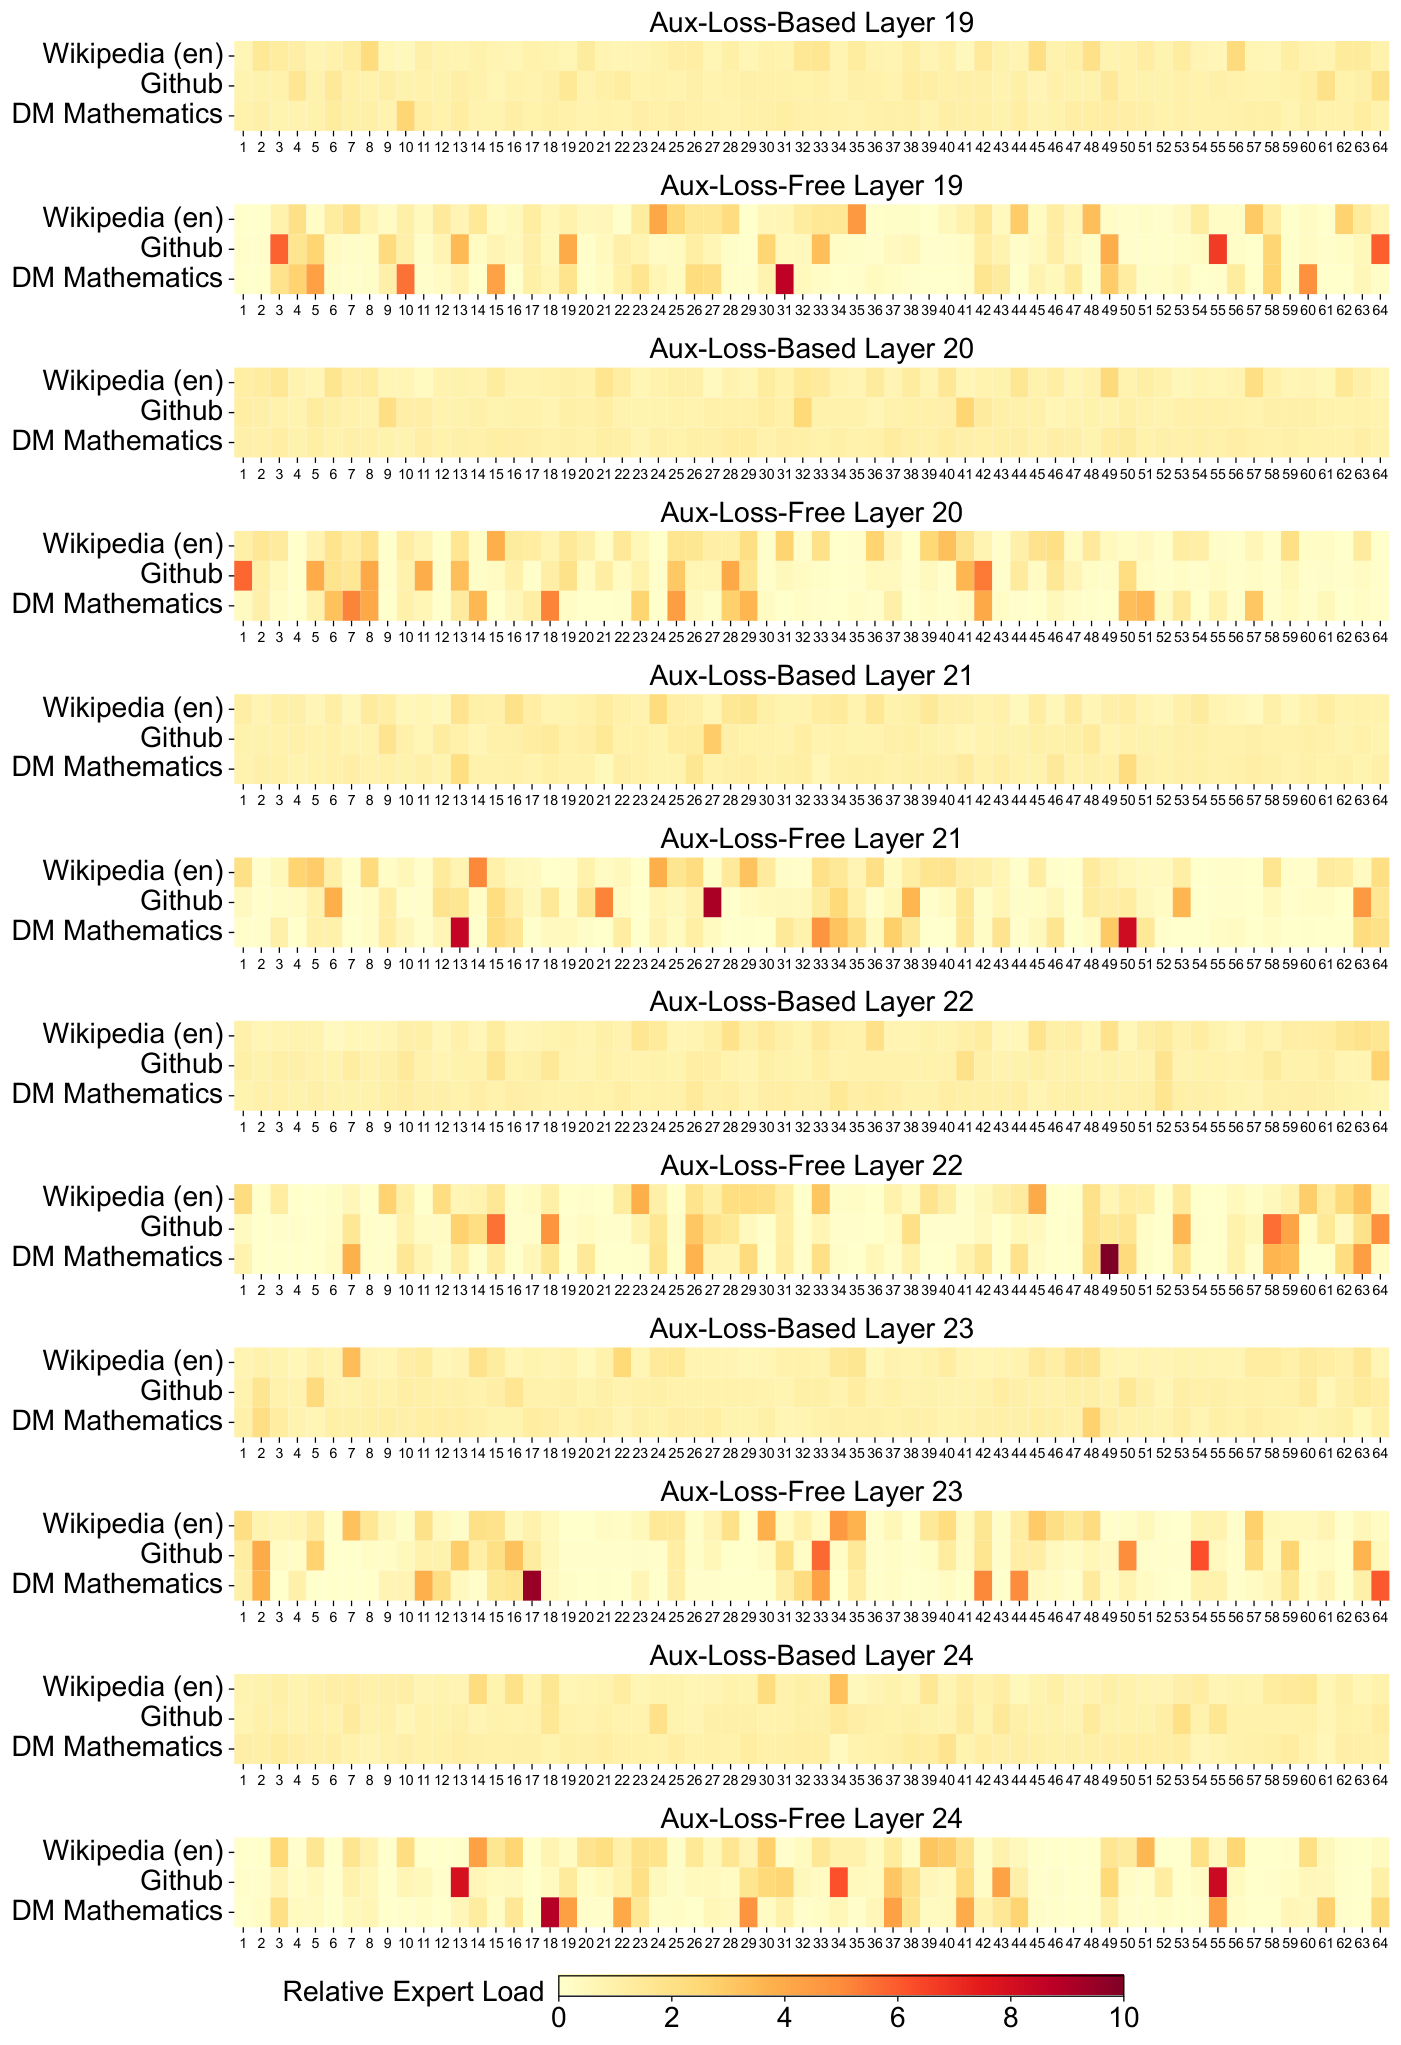 Aux-Loss-Based Layer 19
Wikipedia (en)
Github
DM Mathematics
1 2 3 4 5 6 7 8 9 10 11 12 13 14 15 16 17 18 19 20 21 22 23 24 25 26 27 28 29 30 31 32 33 34 35 36 37 38 39 40 41 42 43 44 45 46 47 48 49 50 51 52 53 54 55 56 57 58 59 60 61 62 63 64
Aux-Loss-Free Layer 19
Wikipedia (en)
Github
DM Mathematics
1 2 3 4 5 6 7 8 9 10 11 12 13 14 15 16 17 18 19 20 21 22 23 24 25 26 27 28 29 30 31 32 33 34 35 36 37 38 39 40 41 42 43 44 45 46 47 48 49 50 51 52 53 54 55 56 57 58 59 60 61 62 63 64
Aux-Loss-Based Layer 20
Wikipedia (en)
Github
DM Mathematics
1 2 3 4 5 6 7 8 9 10 11 12 13 14 15 16 17 18 19 20 21 22 23 24 25 26 27 28 29 30 31 32 33 34 35 36 37 38 39 40 41 42 43 44 45 46 47 48 49 50 51 52 53 54 55 56 57 58 59 60 61 62 63 64
Aux-Loss-Free Layer 20
Wikipedia (en)
Github
DM Mathematics
1 2 3 4 5 6 7 8 9 10 11 12 13 14 15 16 17 18 19 20 21 22 23 24 25 26 27 28 29 30 31 32 33 34 35 36 37 38 39 40 41 42 43 44 45 46 47 48 49 50 51 52 53 54 55 56 57 58 59 60 61 62 63 64
Aux-Loss-Based Layer 21
Wikipedia (en)
Github
DM Mathematics
1 2 3 4 5 6 7 8 9 10 11 12 13 14 15 16 17 18 19 20 21 22 23 24 25 26 27 28 29 30 31 32 33 34 35 36 37 38 39 40 41 42 43 44 45 46 47 48 49 50 51 52 53 54 55 56 57 58 59 60 61 62 63 64
Aux-Loss-Free Layer 21
Wikipedia (en)
Github
DM Mathematics
1 2 3 4 5 6 7 8 9 10 11 12 13 14 15 16 17 18 19 20 21 22 23 24 25 26 27 28 29 30 31 32 33 34 35 36 37 38 39 40 41 42 43 44 45 46 47 48 49 50 51 52 53 54 55 56 57 58 59 60 61 62 63 64
Aux-Loss-Based Layer 22
Wikipedia (en)
Github
DM Mathematics
1 2 3 4 5 6 7 8 9 10 11 12 13 14 15 16 17 18 19 20 21 22 23 24 25 26 27 28 29 30 31 32 33 34 35 36 37 38 39 40 41 42 43 44 45 46 47 48 49 50 51 52 53 54 55 56 57 58 59 60 61 62 63 64
Aux-Loss-Free Layer 22
Wikipedia (en)
Github
DM Mathematics
1 2 3 4 5 6 7 8 9 10 11 12 13 14 15 16 17 18 19 20 21 22 23 24 25 26 27 28 29 30 31 32 33 34 35 36 37 38 39 40 41 42 43 44 45 46 47 48 49 50 51 52 53 54 55 56 57 58 59 60 61 62 63 64
Aux-Loss-Based Layer 23
Wikipedia (en)
Github
DM Mathematics
1 2 3 4 5 6 7 8 9 10 11 12 13 14 15 16 17 18 19 20 21 22 23 24 25 26 27 28 29 30 31 32 33 34 35 36 37 38 39 40 41 42 43 44 45 46 47 48 49 50 51 52 53 54 55 56 57 58 59 60 61 62 63 64
Aux-Loss-Free Layer 23
Wikipedia (en)
Github
DM Mathematics
1 2 3 4 5 6 7 8 9 10 11 12 13 14 15 16 17 18 19 20 21 22 23 24 25 26 27 28 29 30 31 32 33 34 35 36 37 38 39 40 41 42 43 44 45 46 47 48 49 50 51 52 53 54 55 56 57 58 59 60 61 62 63 64
Aux-Loss-Based Layer 24
Wikipedia (en)
Github
DM Mathematics
1 2 3 4 5 6 7 8 9 10 11 12 13 14 15 16 17 18 19 20 21 22 23 24 25 26 27 28 29 30 31 32 33 34 35 36 37 38 39 40 41 42 43 44 45 46 47 48 49 50 51 52 53 54 55 56 57 58 59 60 61 62 63 64
Aux-Loss-Free Layer 24
Wikipedia (en)
Github
DM Mathematics
1 2 3 4 5 6 7 8 9 10 11 12 13 14 15 16 17 18 19 20 21 22 23 24 25 26 27 28 29 30 31 32 33 34 35 36 37 38 39 40 41 42 43 44 45 46 47 48 49 50 51 52 53 54 55 56 57 58 59 60 61 62 63 64
Relative Expert Load
0 2 4 6 8 10